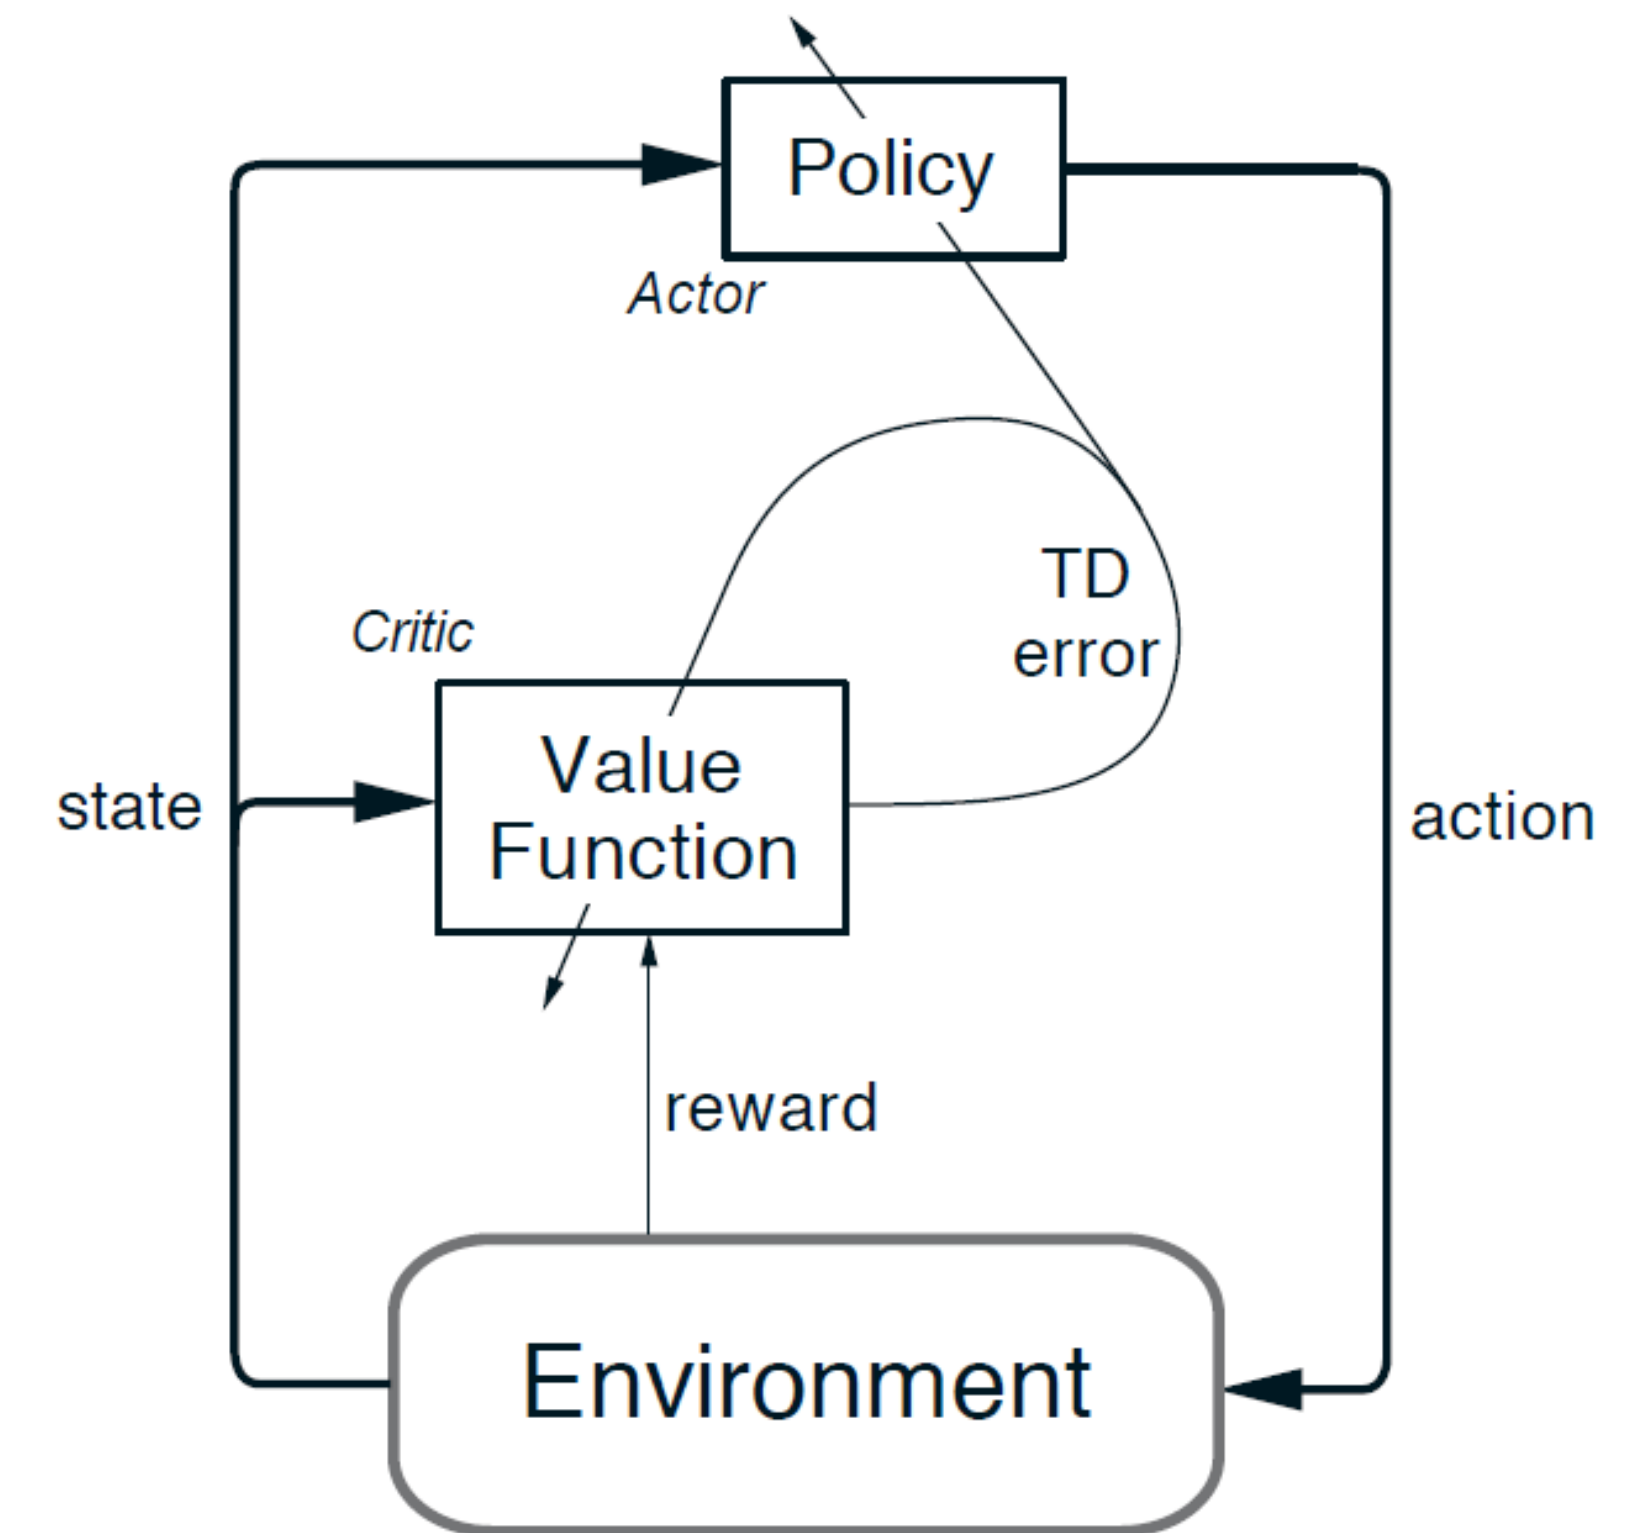 Policy
Actor
TD
error
Critic
Value
Function
state
action
reward
Environment